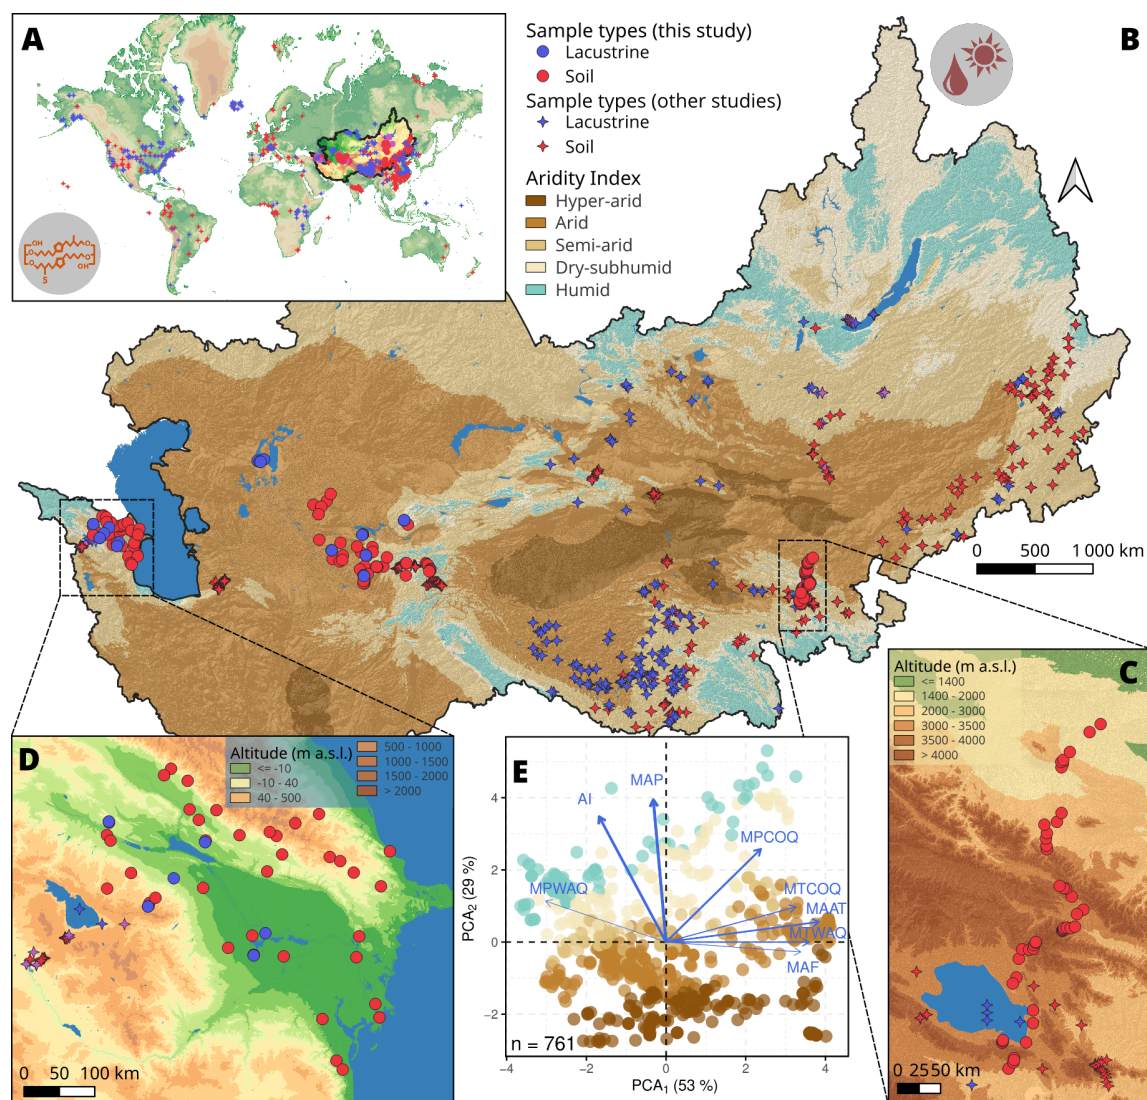 A
OH
O
O
O
O
OH
5
Sample types (this study)
Lacustrine
Soil
Sample types (other studies)
Lacustrine
Soil
Aridity Index
Hyper-arid
Arid
Semi-arid
Dry-subhumid
Humid
B
0 500 1 000 km
C
Altitude (m a.s.l.)
<= 1400
1400 - 2000
2000 - 3000
3000 - 3500
3500 - 4000
> 4000
0 2550 km
D
Altitude (m a.s.l.)
<= -10
-10 - 40
40 - 500
500 - 1000
1000 - 1500
1500 - 2000
> 2000
0 50 100 km
E
MAP
AI
MPCOQ
MPWAQ
MTCOQ
MAAT
MTWAQ
MAF
n = 761
4
2
0
−2
−4 −2 0 2 4
PCA₁ (53 %)
PCA₂ (29 %)